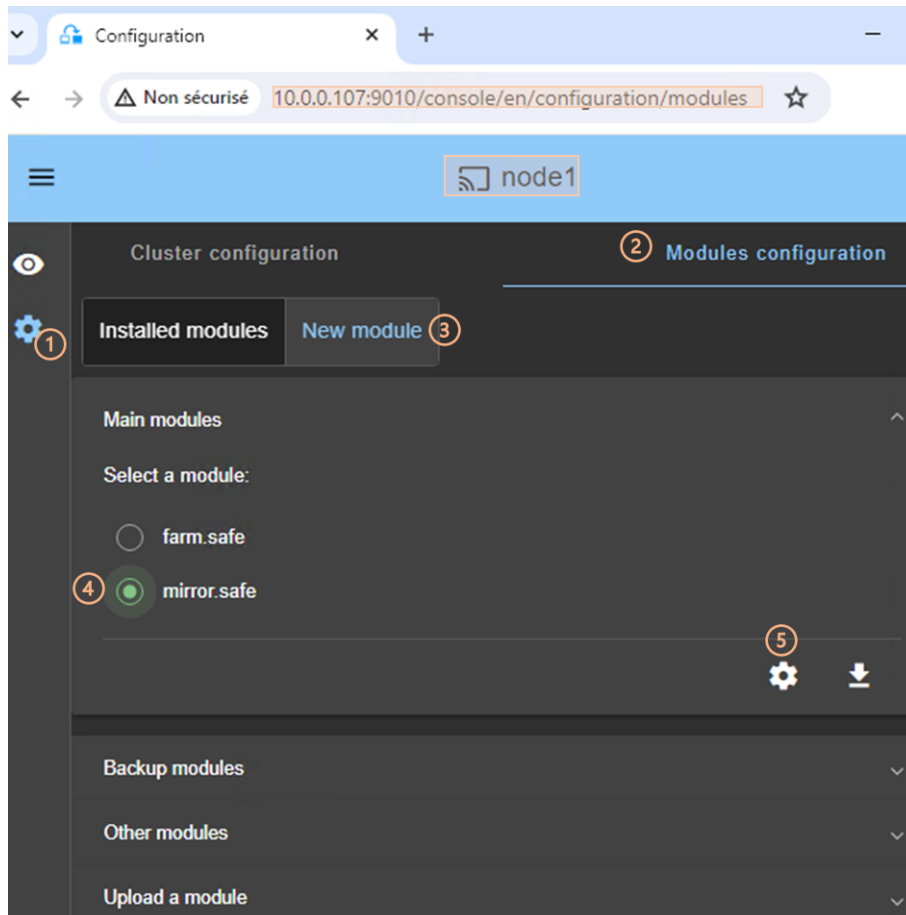 Configuration
Non sécurisé 10.0.0.107:9010/console/en/configuration/modules
node1
Cluster configuration 2 Modules configuration
1 Installed modules New module 3
Main modules
Select a module:
farm.safe
4 mirror.safe
5
Backup modules
Other modules
Upload a module